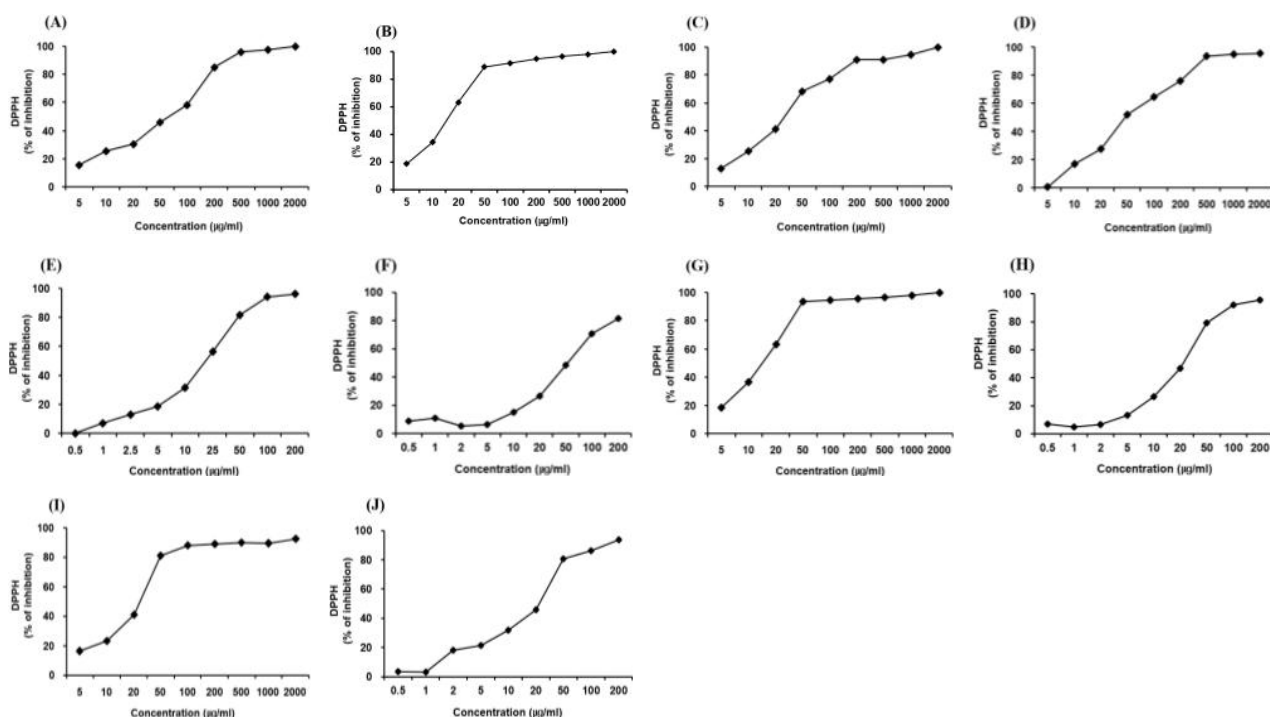 (A)
DPPH
(% of inhibition)
100
80
60
40
20
0
5 10 20 50 100 200 500 1000 2000
Concentration (µg/ml)
(B)
DPPH
(% of inhibition)
100
80
60
40
20
0
5 10 20 50 100 200 500 1000 2000
Concentration (µg/ml)
(C)
DPPH
(% of inhibition)
100
80
60
40
20
0
5 10 20 50 100 200 500 1000 2000
Concentration (µg/ml)
(D)
DPPH
(% of inhibition)
100
80
60
40
20
0
5 10 20 50 100 200 500 1000 2000
Concentration (µg/ml)
(E)
DPPH
(% of inhibition)
100
80
60
40
20
0
0.5 1 2.5 5 10 25 50 100 200
Concentration (µg/ml)
(F)
DPPH
(% of inhibition)
100
80
60
40
20
0
0.5 1 2 5 10 20 50 100 200
Concentration (µg/ml)
(G)
DPPH
(% of inhibition)
100
80
60
40
20
0
5 10 20 50 100 200 500 1000 2000
Concentration (µg/ml)
(H)
DPPH
(% of inhibition)
100
80
60
40
20
0
0.5 1 2 5 10 20 50 100 200
Concentration (µg/ml)
(I)
DPPH
(% of inhibition)
100
80
60
40
20
0
5 10 20 50 100 200 500 1000 2000
Concentration (µg/ml)
(J)
DPPH
(% of inhibition)
100
80
60
40
20
0
0.5 1 2 5 10 20 50 100 200
Concentration (µg/ml)